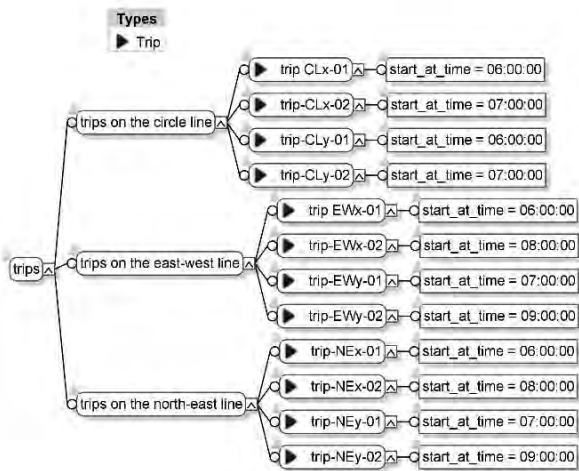 Types
Trip
trip CLx-01 start_at_time = 06:00:00
trip-CLx-02 start_at_time = 07:00:00
trips on the circle line
trip-CLy-01 start_at_time = 06:00:00
trip-CLy-02 start_at_time = 07:00:00
trip EWx-01 start_at_time = 06:00:00
trip-EWx-02 start_at_time = 08:00:00
trips trips on the east-west line
trip-EWy-01 start_at_time = 07:00:00
trip-EWy-02 start_at_time = 09:00:00
trip-NEx-01 start_at_time = 06:00:00
trip-NEx-02 start_at_time = 08:00:00
trips on the north-east line
trip-NEy-01 start_at_time = 07:00:00
trip-NEy-02 start_at_time = 09:00:00